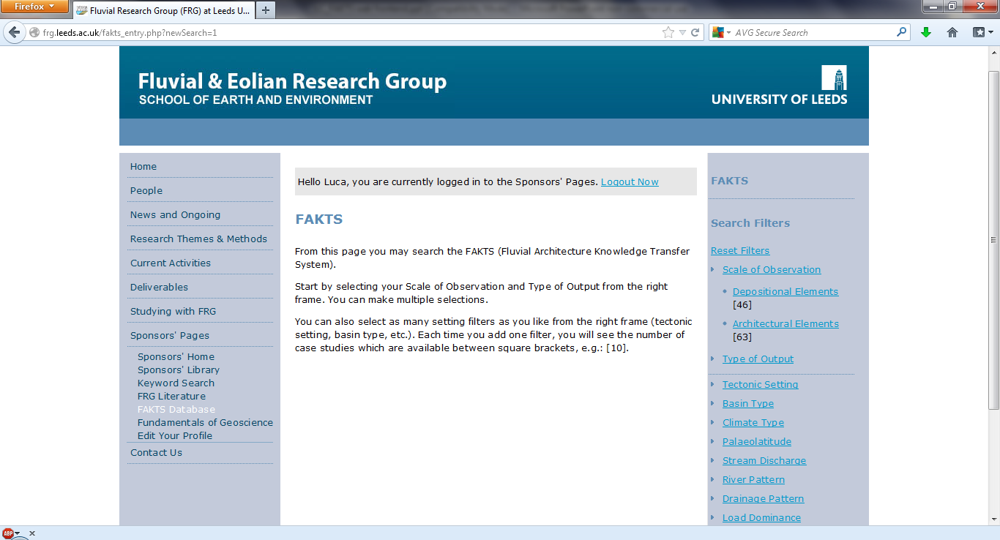 Firefox
Fluvial Research Group (FRG) at Leeds U...
frg.leeds.ac.uk/fakts_entry.php?newSearch=1
AVG Secure Search
Fluvial & Eolian Research Group
SCHOOL OF EARTH AND ENVIRONMENT
UNIVERSITY OF LEEDS
Home
People
News and Ongoing
Research Themes & Methods
Current Activities
Deliverables
Studying with FRG
Sponsors' Pages
Sponsors' Home
Sponsors' Library
Keyword Search
FRG Literature
FAKTS Database
Fundamentals of Geoscience
Edit Your Profile
Contact Us
Hello Luca, you are currently logged in to the Sponsors' Pages. Logout Now
FAKTS
From this page you may search the FAKTS (Fluvial Architecture Knowledge Transfer
System).
Start by selecting your Scale of Observation and Type of Output from the right
frame. You can make multiple selections.
You can also select as many setting filters as you like from the right frame (tectonic
setting, basin type, etc.). Each time you add one filter, you will see the number of
case studies which are available between square brackets, e.g.: [10].
FAKTS
Search Filters
Reset Filters
Scale of Observation
Depositional Elements
[46]
Architectural Elements
[63]
Type of Output
Tectonic Setting
Basin Type
Climate Type
Palaeolatitude
Stream Discharge
River Pattern
Drainage Pattern
Load Dominance
ABP